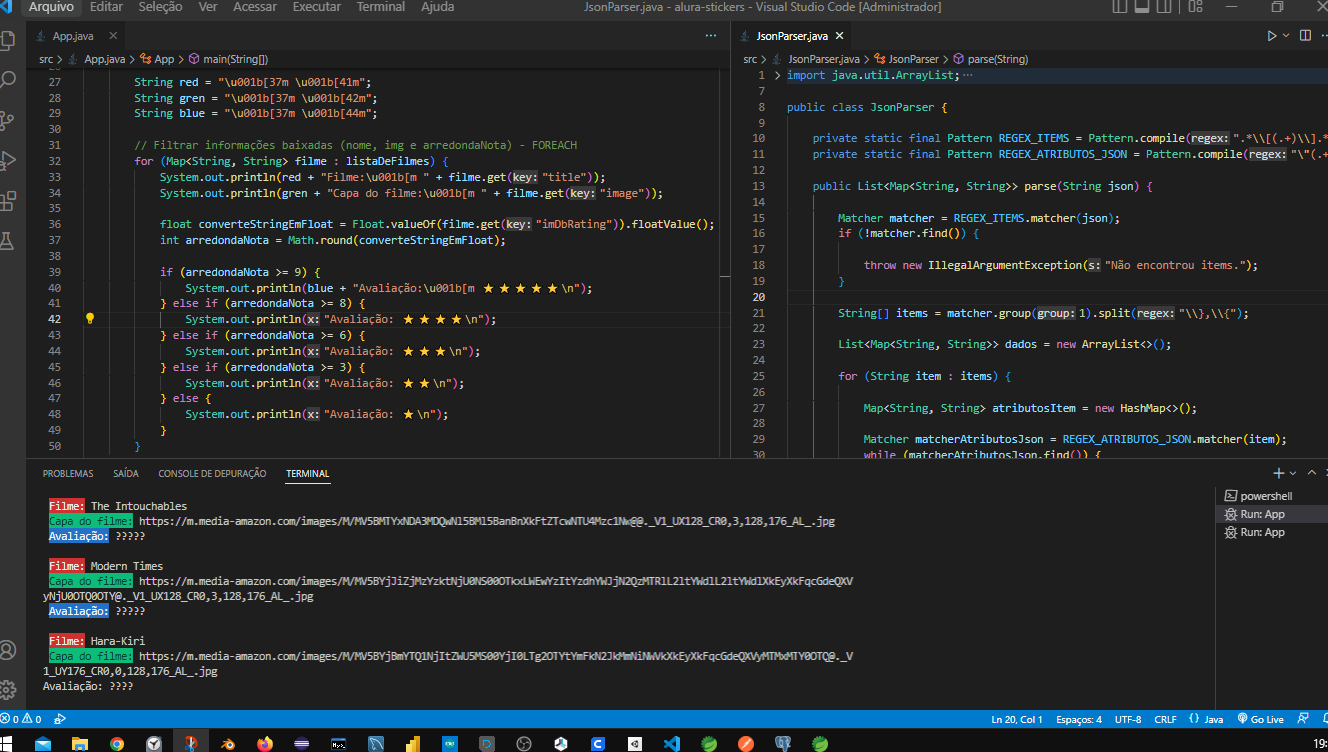 Arquivo Editar Seleção Ver Acessar Executar Terminal Ajuda
JsonParser.java - alura-stickers - Visual Studio Code [Administrador]
App.java
src > App.java > App > main(String[])
27 String red = "\u001b[37m \u001b[41m";
28 String gren = "\u001b[37m \u001b[42m";
29 String blue = "\u001b[37m \u001b[44m";
30
31 // Filtrar informações baixadas (nome, img e arredondaNota) - FOREACH
32 for (Map<String, String> filme : listaDeFilmes) {
33 System.out.println(red + "Filme:\u001b[m " + filme.get(key: "title"));
34 System.out.println(gren + "Capa do filme:\u001b[m " + filme.get(key: "image"));
35
36 float converteStringEmFloat = Float.valueOf(filme.get(key: "imDbRating")).floatValue();
37 int arredondaNota = Math.round(converteStringEmFloat);
38
39 if (arredondaNota >= 9) {
40 System.out.println(blue + "Avaliação:\u001b[m ★ ★ ★ ★ ★ \n");
41 } else if (arredondaNota >= 8) {
42 System.out.println(x: "Avaliação: ★ ★ ★ ★ \n");
43 } else if (arredondaNota >= 6) {
44 System.out.println(x: "Avaliação: ★ ★ ★ \n");
45 } else if (arredondaNota >= 3) {
46 System.out.println(x: "Avaliação: ★ ★ \n");
47 } else {
48 System.out.println(x: "Avaliação: ★ \n");
49 }
50 }
JsonParser.java
src > JsonParser.java > JsonParser > parse(String)
1 import java.util.ArrayList; ...
7
8 public class JsonParser {
9
10 private static final Pattern REGEX_ITEMS = Pattern.compile(regex: ".*\\[(.+)\\].*
11 private static final Pattern REGEX_ATRIBUTOS_JSON = Pattern.compile(regex: "\"(.+
12
13 public List<Map<String, String>> parse(String json) {
14
15 Matcher matcher = REGEX_ITEMS.matcher(json);
16 if (!matcher.find()) {
17
18 throw new IllegalArgumentException(s: "Não encontrou items.");
19 }
20
21 String[] items = matcher.group(group: 1).split(regex: "\\},\\{");
22
23 List<Map<String, String>> dados = new ArrayList<>();
24
25 for (String item : items) {
26
27 Map<String, String> atributosItem = new HashMap<>();
28
29 Matcher matcherAtributosJson = REGEX_ATRIBUTOS_JSON.matcher(item);
30 while (matcherAtributosJson.find()) {
PROBLEMAS SAÍDA CONSOLE DE DEPURAÇÃO TERMINAL
Filme: The Intouchables
Capa do filme: https://m.media-amazon.com/images/M/MV5BMTYxNDA3MDQwNl5BMl5BanBnXkFtZTcwNTU4Mzc1Nw@@._V1_UX128_CR0,3,128,176_AL_.jpg
Avaliação: ?????
Filme: Modern Times
Capa do filme: https://m.media-amazon.com/images/M/MV5BYjJiZjMzYzktNjU0NS00OTkxLWEwYzItYzdhYWJjN2QzMTRlL2ltYWdlL2ltYWdlXkEyXkFqcGdeQXV
yNjU0OTQ0OTY@._V1_UX128_CR0,3,128,176_AL_.jpg
Avaliação: ?????
Filme: Hara-Kiri
Capa do filme: https://m.media-amazon.com/images/M/MV5BYjBmYTQ1NjItZWU5MS00YjI0LTg2OTYtYmFkN2JkMmNiNWVkXkEyXkFqcGdeQXVyMTMxMTY0OTQ@._V
1_UY176_CR0,0,128,176_AL_.jpg
Avaliação: ????
powershell
Run: App
Run: App
0 0
Ln 20, Col 1 Espaços: 4 UTF-8 CRLF {} Java Go Live